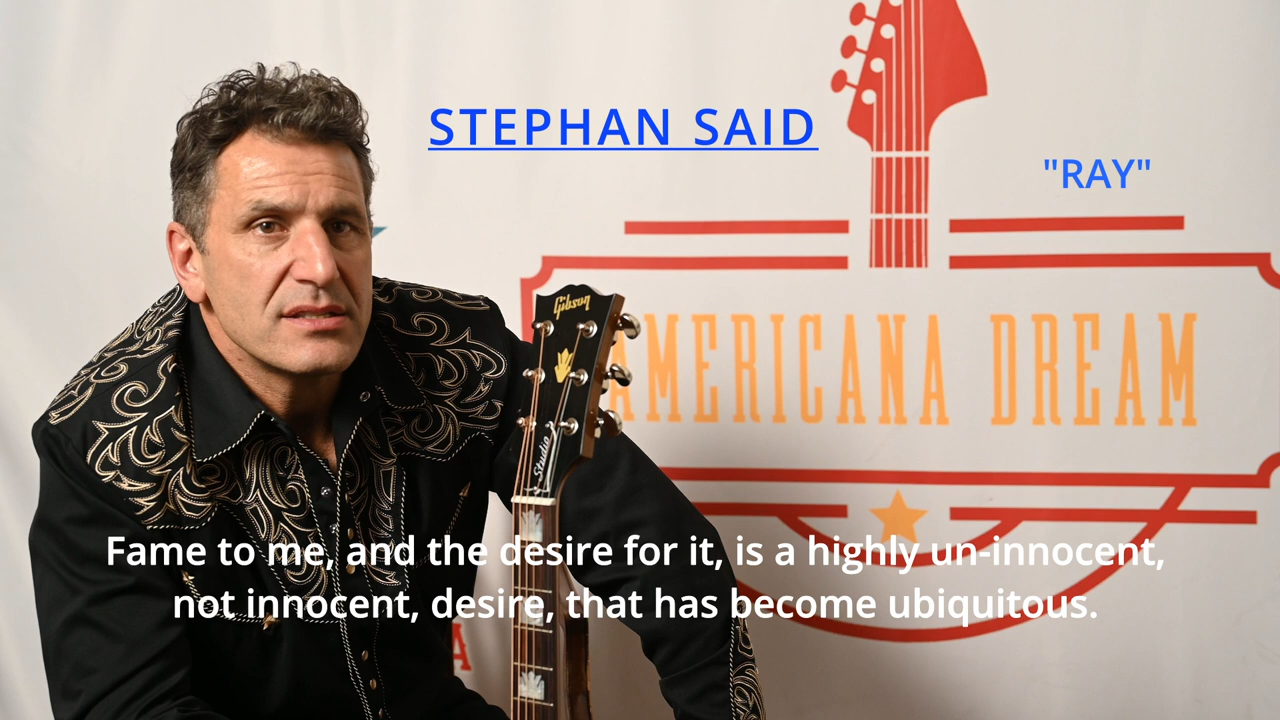 STEPHAN SAID
"RAY"
Gibson
AMERICANA DREAM
Studio
Fame to me, and the desire for it, is a highly un-innocent,
not innocent, desire, that has become ubiquitous.
A